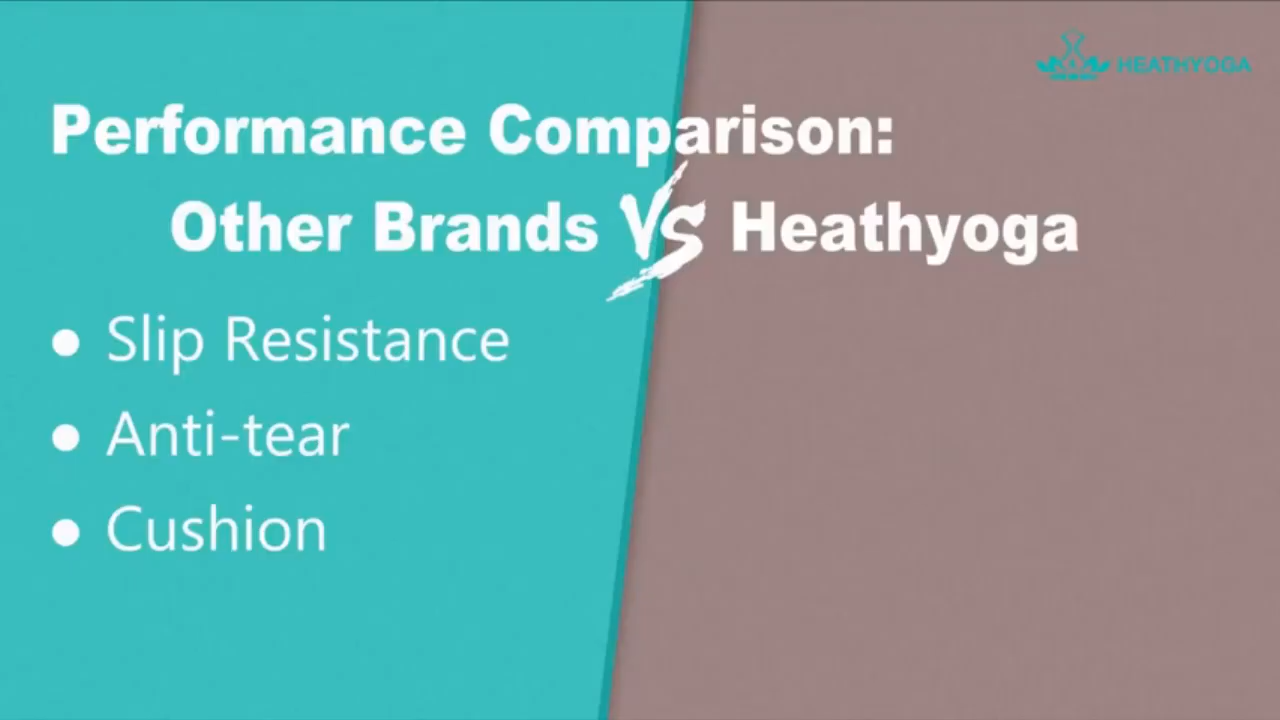 HEATHYOGA
Performance Comparison:
Other Brands VS Heathyoga
● Slip Resistance
● Anti-tear
● Cushion